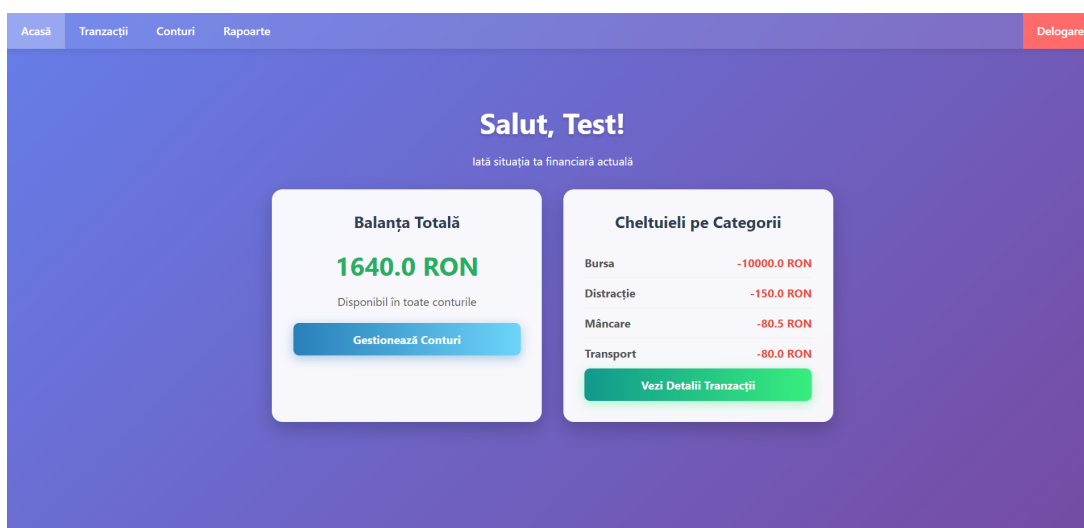 Acasă Tranzacții Conturi Rapoarte Delogare
Salut, Test!
Iată situația ta financiară actuală
Balanța Totală
1640.0 RON
Disponibil în toate conturile
Gestionează Conturi
Cheltuieli pe Categorii
Bursa -10000.0 RON
Distracție -150.0 RON
Mâncare -80.5 RON
Transport -80.0 RON
Vezi Detalii Tranzacții